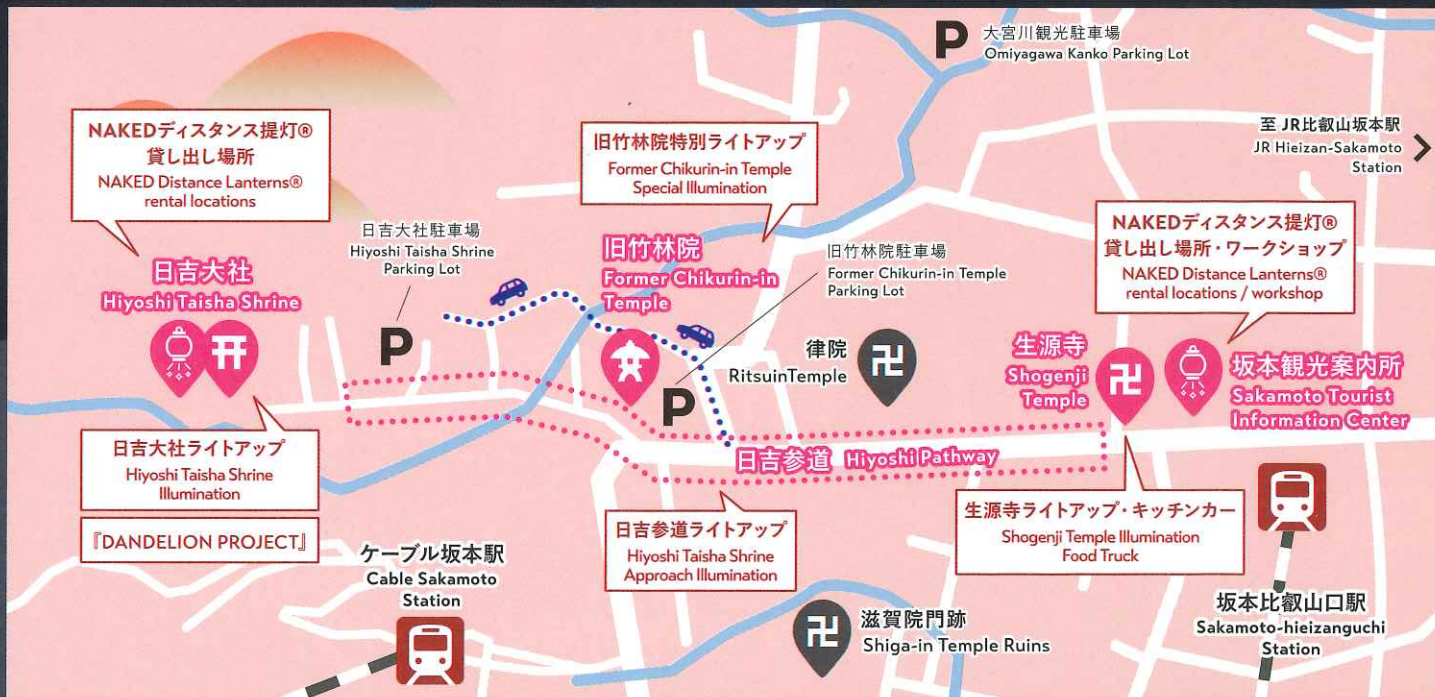 P
大宮川観光駐車場
Omiyagawa Kanko Parking Lot
NAKEDディスタンス提灯®
貸し出し場所
NAKED Distance Lanterns®
rental locations
旧竹林院特別ライトアップ
Former Chikurin-in Temple
Special Illumination
至 JR比叡山坂本駅
JR Hieizan-Sakamoto
Station
NAKEDディスタンス提灯®
貸し出し場所・ワークショップ
NAKED Distance Lanterns®
rental locations / workshop
日吉大社駐車場
Hiyoshi Taisha Shrine
Parking Lot
P
旧竹林院
Former Chikurin-in
Temple
旧竹林院駐車場
Former Chikurin-in Temple
Parking Lot
P
日吉大社
Hiyoshi Taisha Shrine
律院
RitsuinTemple
卍
生源寺
Shogenji
Temple
卍
坂本観光案内所
Sakamoto Tourist
Information Center
日吉参道 Hiyoshi Pathway
日吉大社ライトアップ
Hiyoshi Taisha Shrine
Illumination
『DANDELION PROJECT』
日吉参道ライトアップ
Hiyoshi Taisha Shrine
Approach Illumination
生源寺ライトアップ・キッチンカー
Shogenji Temple Illumination
Food Truck
ケーブル坂本駅
Cable Sakamoto
Station
卍
滋賀院門跡
Shiga-in Temple Ruins
坂本比叡山口駅
Sakamoto-hieizanguchi
Station